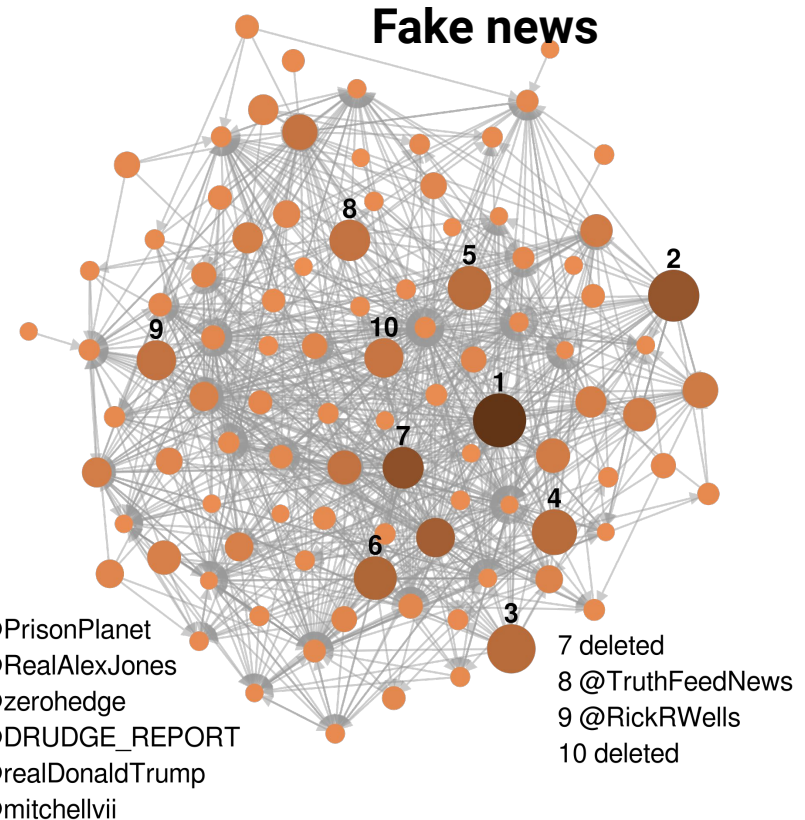 Fake news
8
5
2
9
10
1
7
4
6
3
@PrisonPlanet
@RealAlexJones
@zerohedge
@DRUDGE_REPORT
@realDonaldTrump
@mitchellvii
7 deleted
8 @TruthFeedNews
9 @RickRWells
10 deleted